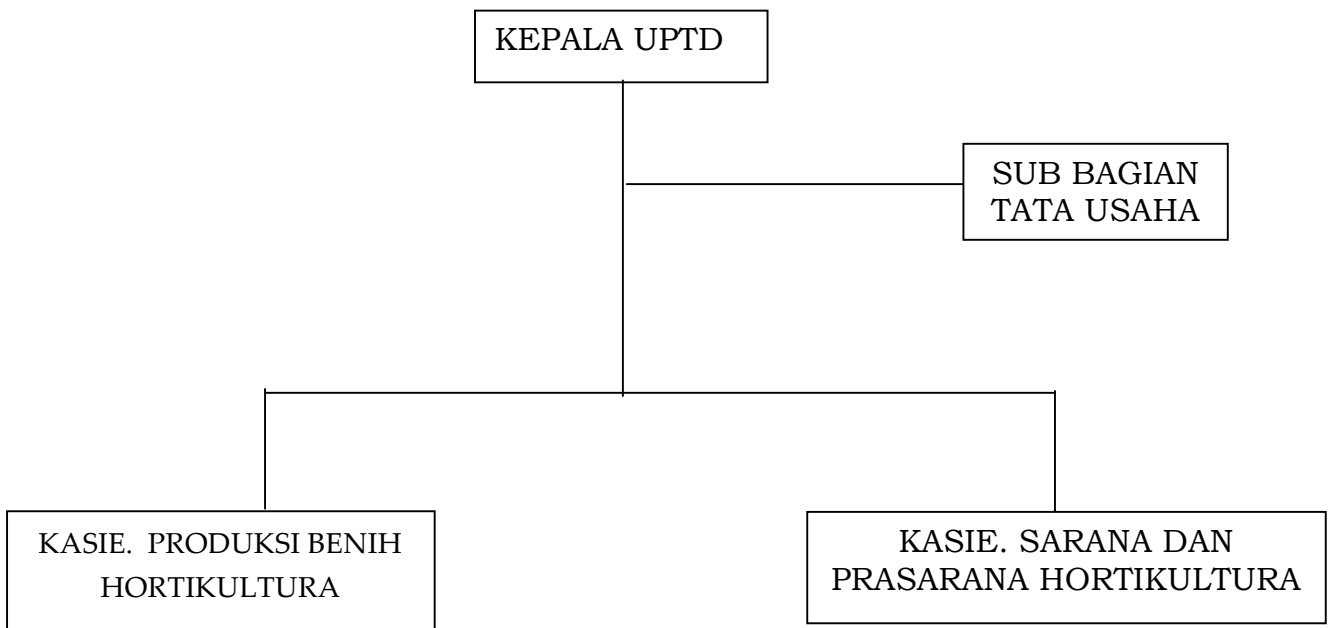 KEPALA UPTD
SUB BAGIAN
TATA USAHA
KASIE. PRODUKSI BENIH
HORTIKULTURA
KASIE. SARANA DAN
PRASARANA HORTIKULTURA